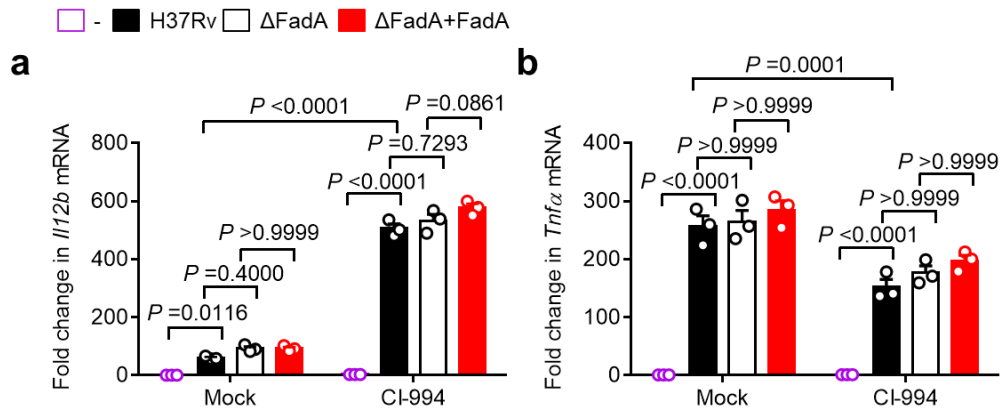 - H37Rv ΔFadA ΔFadA+FadA
a
Fold change in Il12b mRNA
800
600
400
200
0
P <0.0001
P =0.0861
P =0.7293
P <0.0001
P >0.9999
P =0.4000
P =0.0116
Mock
CI-994
b
Fold change in Tnfα mRNA
400
300
200
100
0
P =0.0001
P >0.9999
P >0.9999
P <0.0001
P >0.9999
P >0.9999
P <0.0001
Mock
CI-994